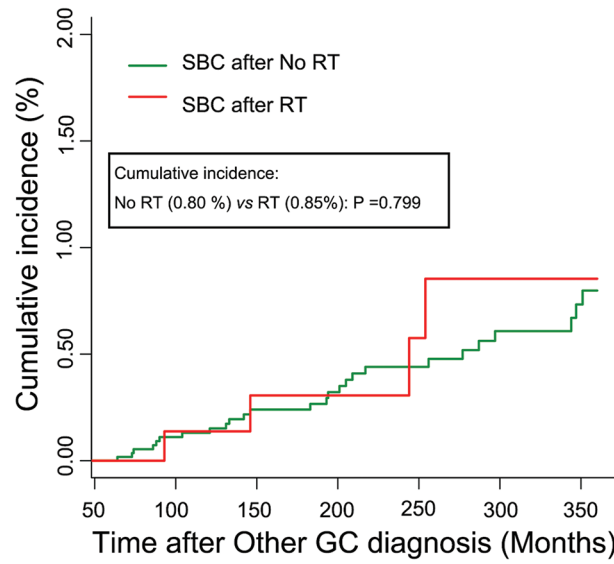 Cumulative incidence (%)
2.00
1.50
1.00
0.50
0.00
SBC after No RT
SBC after RT
Cumulative incidence:
No RT (0.80 %) vs RT (0.85%): P =0.799
50 100 150 200 250 300 350
Time after Other GC diagnosis (Months)